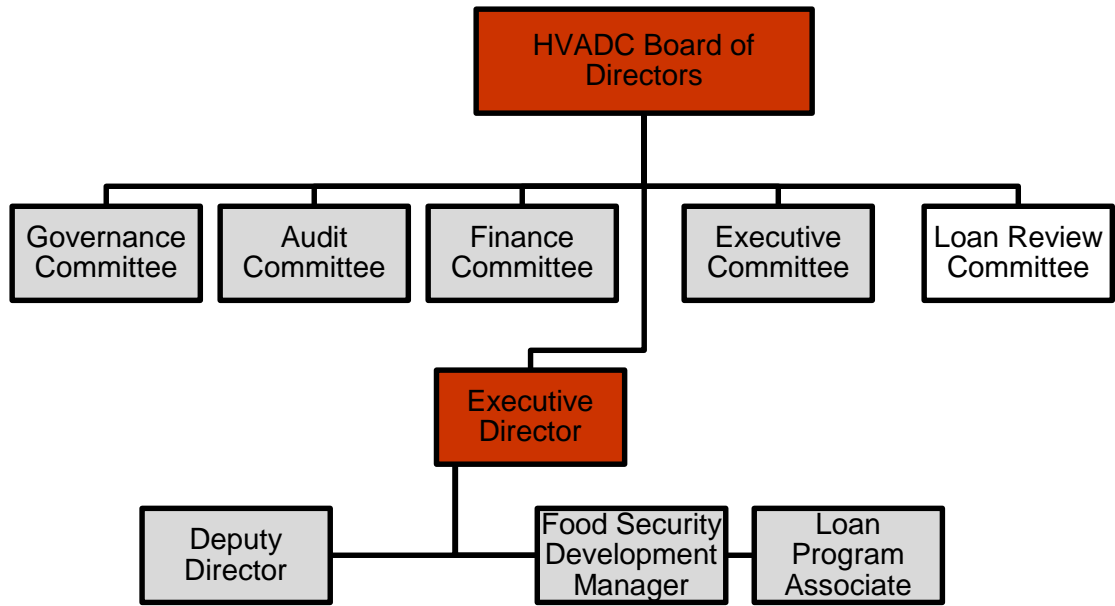 HVADC Board of
Directors
Governance
Committee
Audit
Committee
Finance
Committee
Executive
Committee
Loan Review
Committee
Executive
Director
Deputy
Director
Food Security
Development
Manager
Loan
Program
Associate